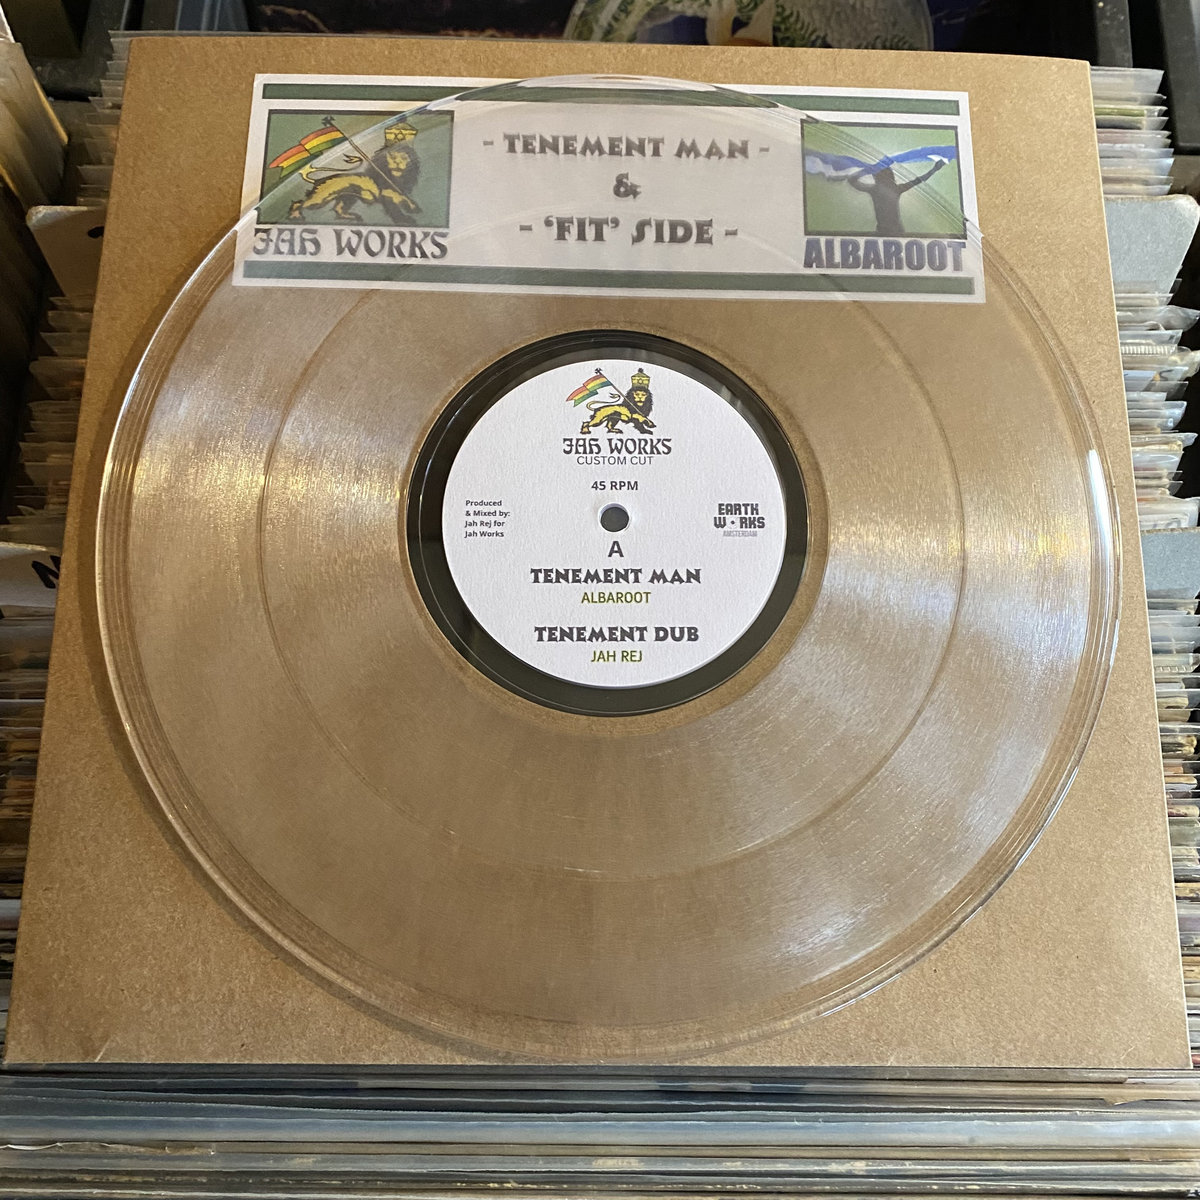 - TENEMENT MAN -
&
- 'FIT' SIDE -
JAH WORKS
ALBAROOT
JAH WORKS
CUSTOM CUT
45 RPM
Produced
& Mixed by:
Jah Rej for
Jah Works
EARTH
WORKS
AMSTERDAM
A
TENEMENT MAN
ALBAROOT
TENEMENT DUB
JAH REJ